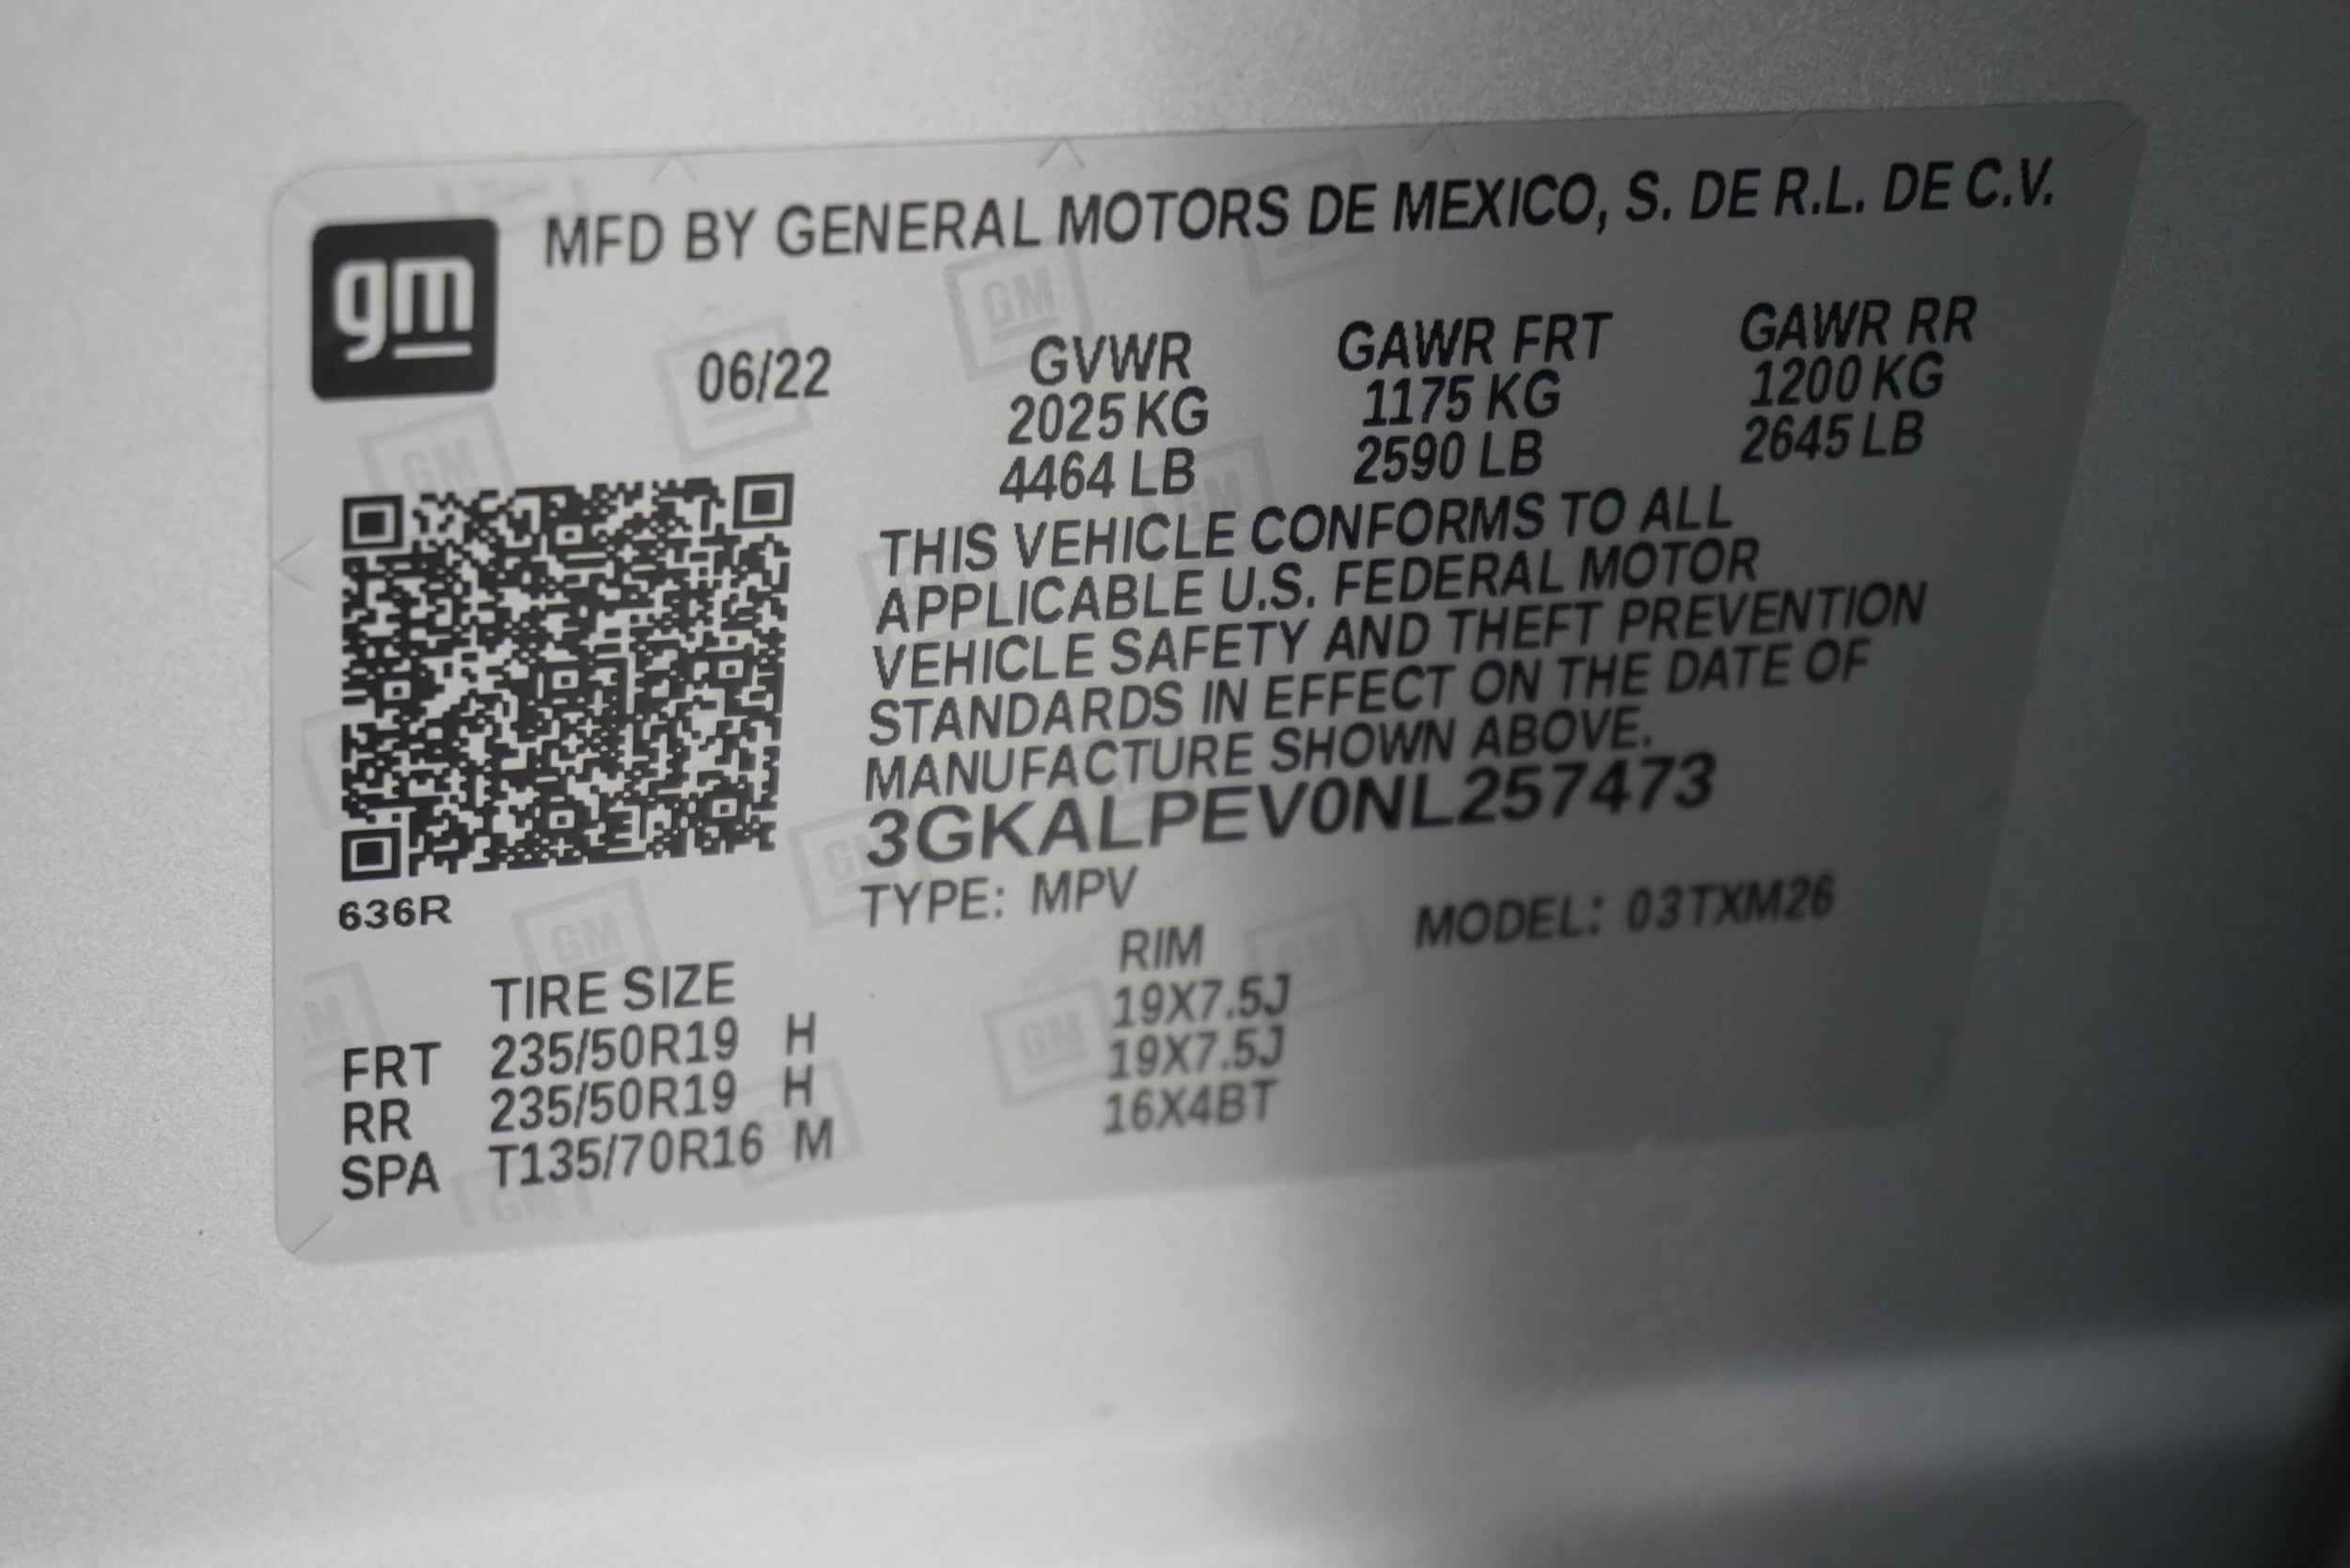 gm
MFD BY GENERAL MOTORS DE MEXICO, S. DE R.L. DE C.V.
06/22
GVWR GAWR FRT GAWR RR
2025 KG 1175 KG 1200 KG
4464 LB 2590 LB 2645 LB
THIS VEHICLE CONFORMS TO ALL
APPLICABLE U.S. FEDERAL MOTOR
VEHICLE SAFETY AND THEFT PREVENTION
STANDARDS IN EFFECT ON THE DATE OF
MANUFACTURE SHOWN ABOVE.
3GKALPEV0NL257473
636R
TYPE: MPV MODEL: 03TXM26
TIRE SIZE RIM
FRT 235/50R19 H 19X7.5J
RR 235/50R19 H 19X7.5J
SPA T135/70R16 M 16X4BT